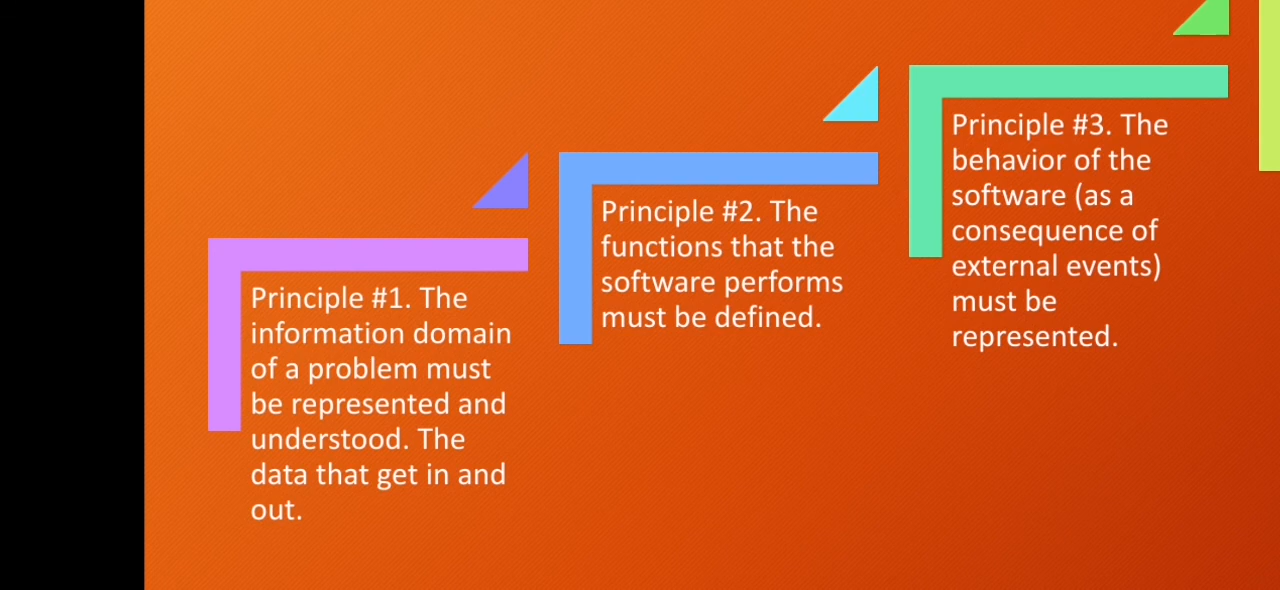 Principle #1. The
information domain
of a problem must
be represented and
understood. The
data that get in and
out.
Principle #2. The
functions that the
software performs
must be defined.
Principle #3. The
behavior of the
software (as a
consequence of
external events)
must be
represented.